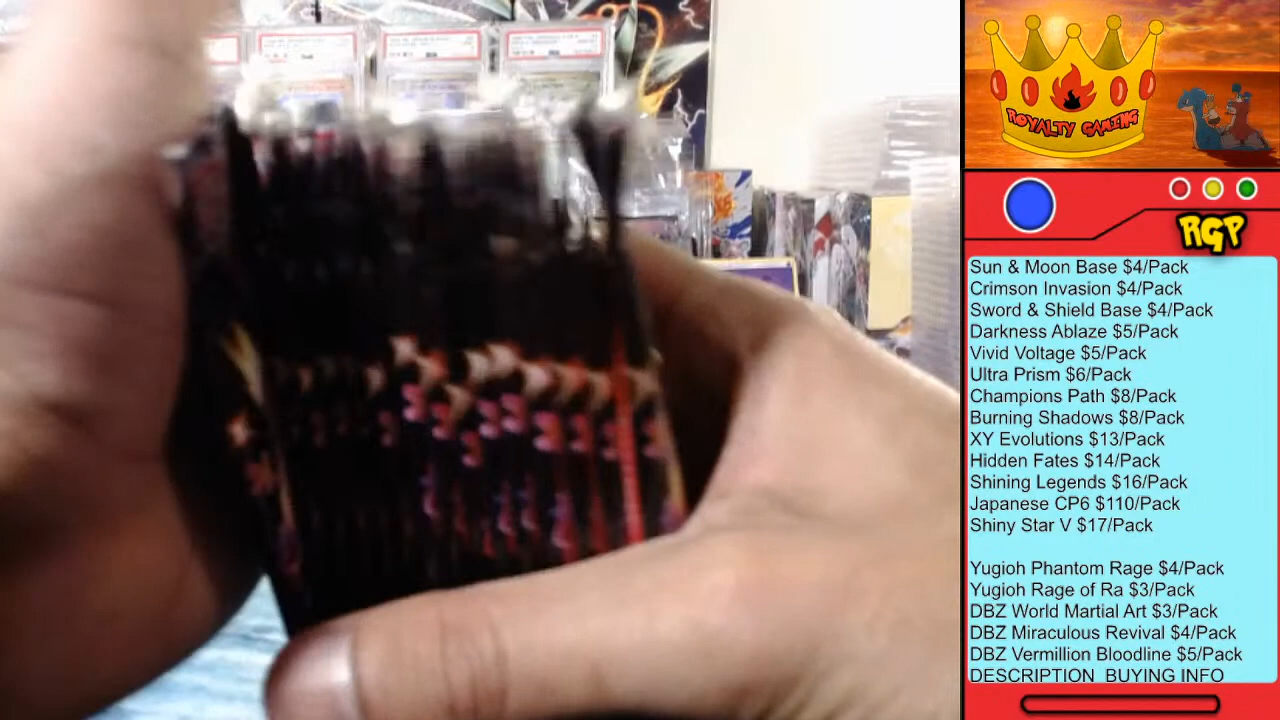 ROYALTY GAMING
RGP
Sun & Moon Base $4/Pack
Crimson Invasion $4/Pack
Sword & Shield Base $4/Pack
Darkness Ablaze $5/Pack
Vivid Voltage $5/Pack
Ultra Prism $6/Pack
Champions Path $8/Pack
Burning Shadows $8/Pack
XY Evolutions $13/Pack
Hidden Fates $14/Pack
Shining Legends $16/Pack
Japanese CP6 $110/Pack
Shiny Star V $17/Pack
Yugioh Phantom Rage $4/Pack
Yugioh Rage of Ra $3/Pack
DBZ World Martial Art $3/Pack
DBZ Miraculous Revival $4/Pack
DBZ Vermillion Bloodline $5/Pack
DESCRIPTION BUYING INFO